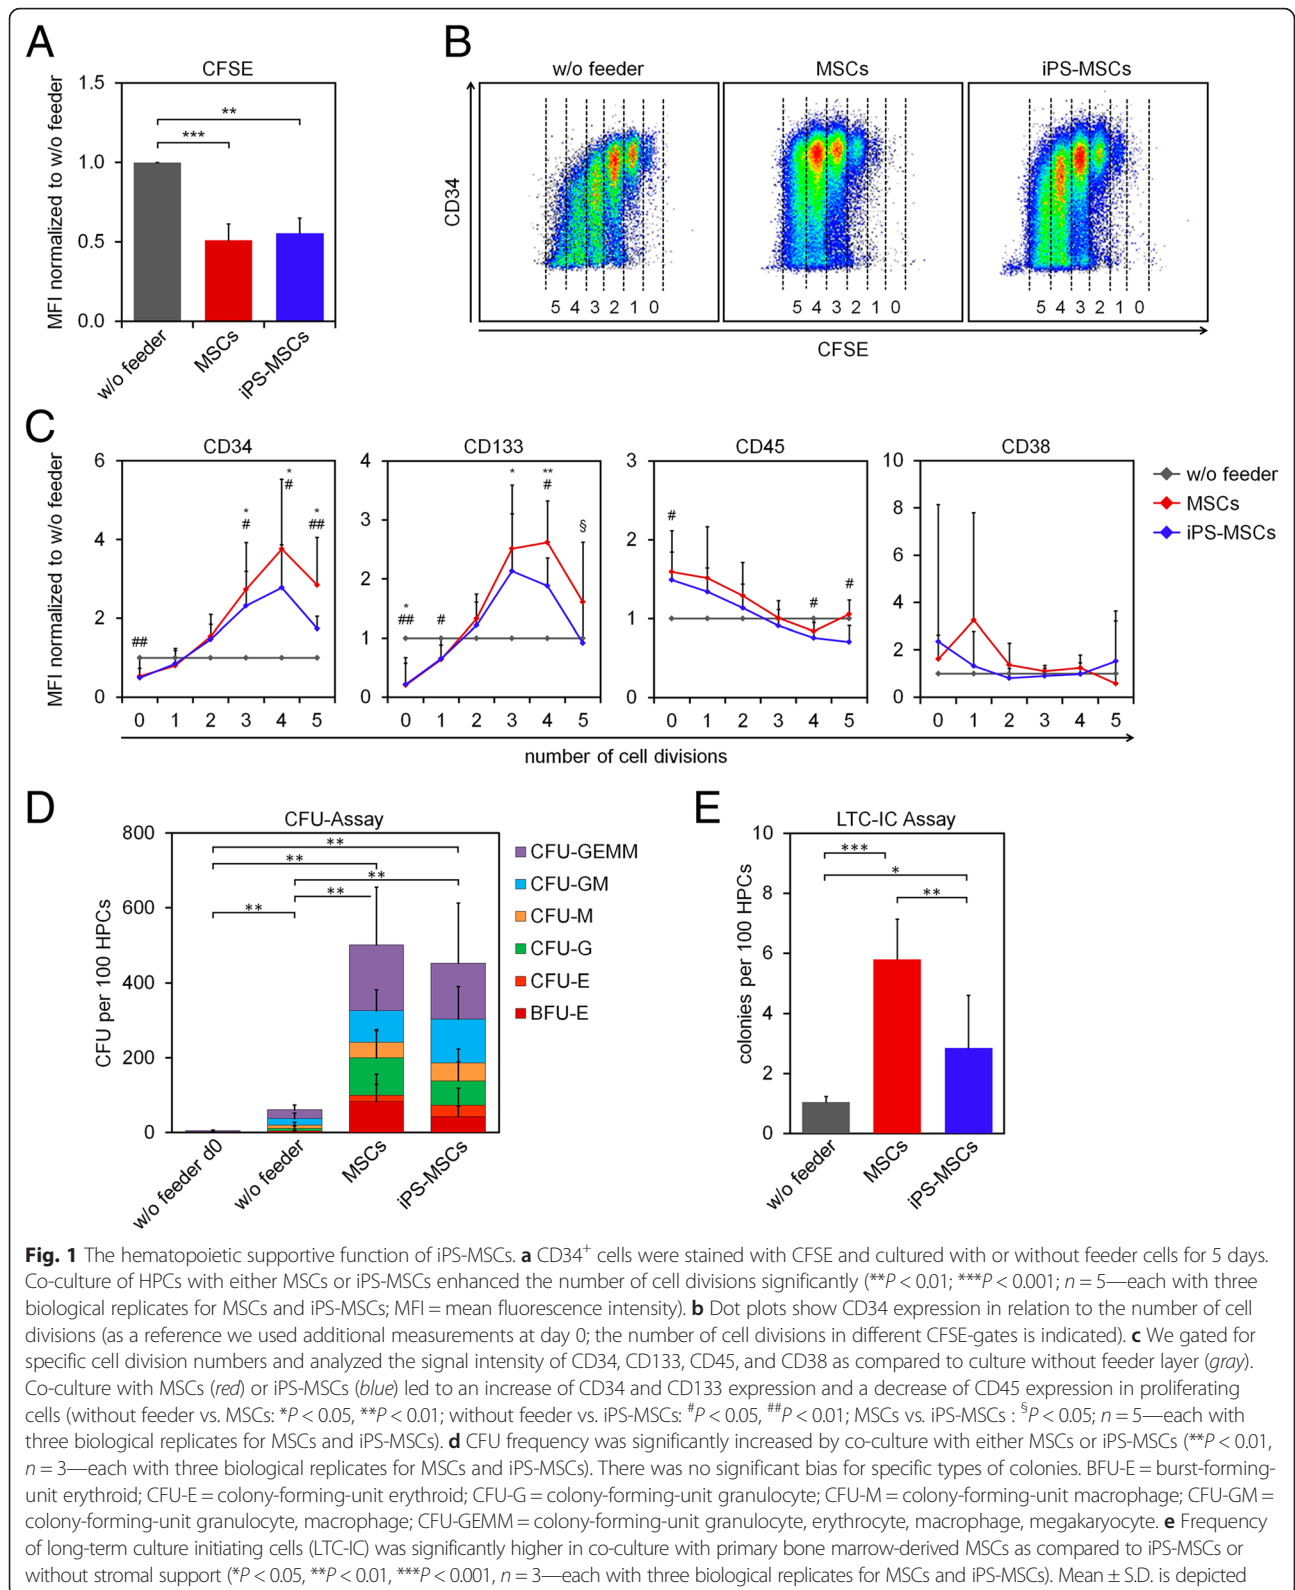 A
CFSE
MFI normalized to w/o feeder
1.5
1.0
0.5
0.0
**
***
w/o feeder
MSCs
iPS-MSCs
B
w/o feeder
MSCs
iPS-MSCs
CD34
5 4 3 2 1 0
5 4 3 2 1 0
5 4 3 2 1 0
CFSE
C
MFI normalized to w/o feeder
CD34
6
4
2
0
##
*
#
*
#
*
##
0 1 2 3 4 5
CD133
4
3
2
1
0
*
##
#
*
**
#
§
0 1 2 3 4 5
CD45
3
2
1
0
#
#
#
0 1 2 3 4 5
CD38
10
8
6
4
2
0
0 1 2 3 4 5
w/o feeder
MSCs
iPS-MSCs
number of cell divisions
D
CFU-Assay
CFU per 100 HPCs
800
600
400
200
0
**
**
**
**
**
w/o feeder d0
w/o feeder
MSCs
iPS-MSCs
CFU-GEMM
CFU-GM
CFU-M
CFU-G
CFU-E
BFU-E
E
LTC-IC Assay
colonies per 100 HPCs
10
8
6
4
2
0
***
*
**
w/o feeder
MSCs
iPS-MSCs
Fig. 1 The hematopoietic supportive function of iPS-MSCs. a CD34+ cells were stained with CFSE and cultured with or without feeder cells for 5 days.
Co-culture of HPCs with either MSCs or iPS-MSCs enhanced the number of cell divisions significantly (**P < 0.01; ***P < 0.001; n = 5—each with three
biological replicates for MSCs and iPS-MSCs; MFI = mean fluorescence intensity). b Dot plots show CD34 expression in relation to the number of cell
divisions (as a reference we used additional measurements at day 0; the number of cell divisions in different CFSE-gates is indicated). c We gated for
specific cell division numbers and analyzed the signal intensity of CD34, CD133, CD45, and CD38 as compared to culture without feeder layer (gray).
Co-culture with MSCs (red) or iPS-MSCs (blue) led to an increase of CD34 and CD133 expression and a decrease of CD45 expression in proliferating
cells (without feeder vs. MSCs: *P < 0.05, **P < 0.01; without feeder vs. iPS-MSCs: #P < 0.05, ##P < 0.01; MSCs vs. iPS-MSCs : §P < 0.05; n = 5—each with
three biological replicates for MSCs and iPS-MSCs). d CFU frequency was significantly increased by co-culture with either MSCs or iPS-MSCs (**P < 0.01,
n = 3—each with three biological replicates for MSCs and iPS-MSCs). There was no significant bias for specific types of colonies. BFU-E = burst-forming-
unit erythroid; CFU-E = colony-forming-unit erythroid; CFU-G = colony-forming-unit granulocyte; CFU-M = colony-forming-unit macrophage; CFU-GM =
colony-forming-unit granulocyte, macrophage; CFU-GEMM = colony-forming-unit granulocyte, erythrocyte, macrophage, megakaryocyte. e Frequency
of long-term culture initiating cells (LTC-IC) was significantly higher in co-culture with primary bone marrow-derived MSCs as compared to iPS-MSCs or
without stromal support (*P < 0.05, **P < 0.01, ***P < 0.001, n = 3—each with three biological replicates for MSCs and iPS-MSCs). Mean ± S.D. is depicted